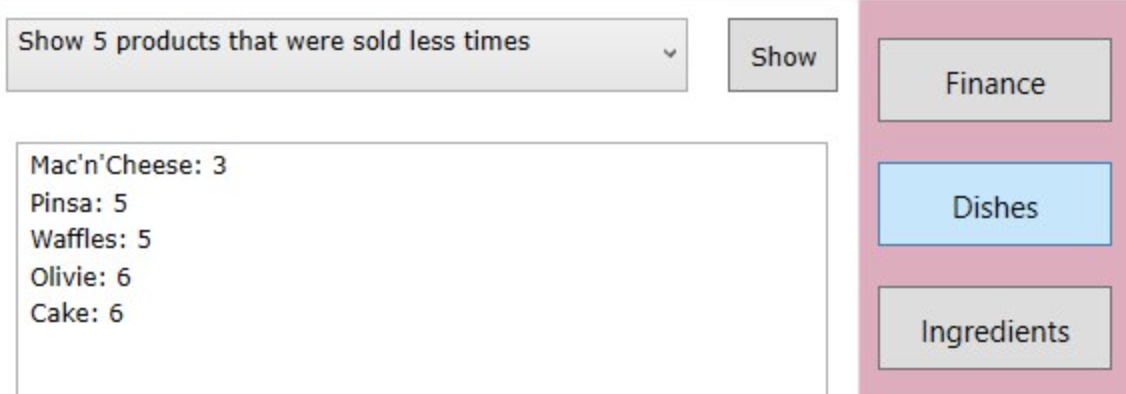 Show 5 products that were sold less times
Show
Mac'n'Cheese: 3
Pinsa: 5
Waffles: 5
Olivie: 6
Cake: 6
Finance
Dishes
Ingredients